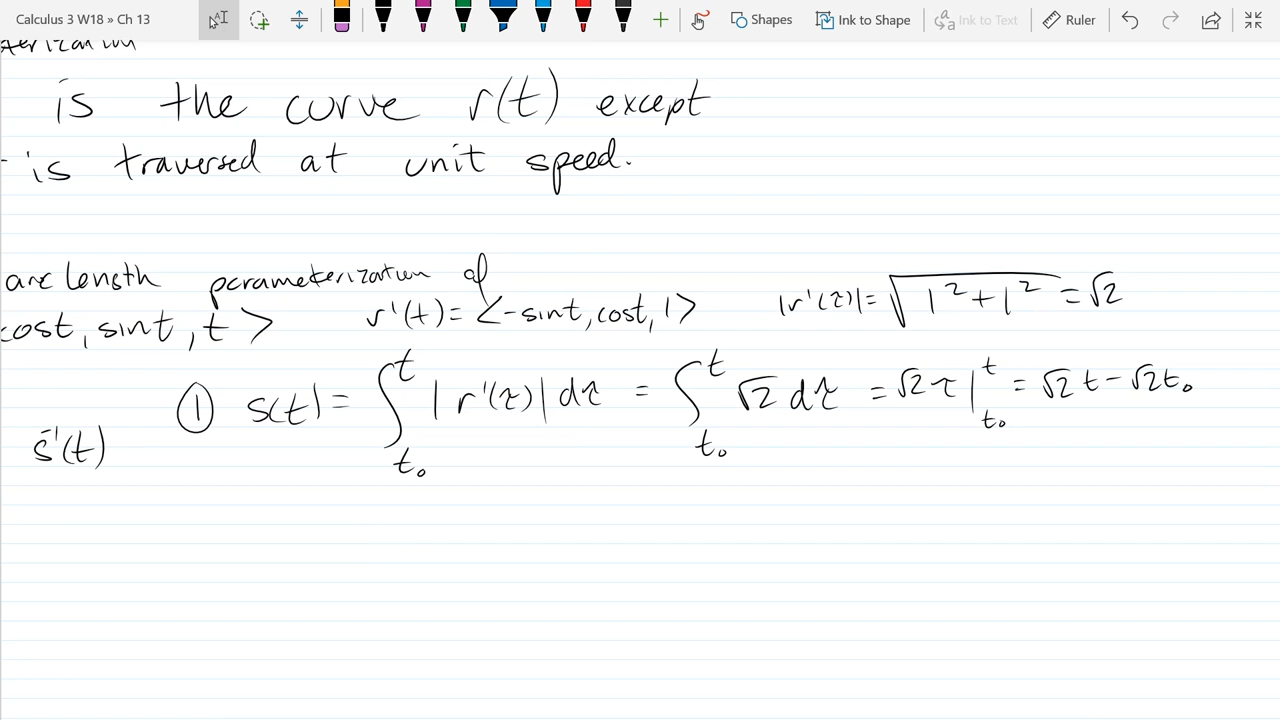 Calculus 3 W18 » Ch 13
Shapes
Ink to Shape
Ink to Text
Ruler
is the curve r(t) except
is traversed at unit speed.
arc length parameterization of
cost, sint, t > r'(t) = <-sint, cost, 1> |r'(τ)| = √(1² + 1²) = √2
① s(t) = ∫_{t₀}^{t} |r'(τ)| dτ = ∫_{t₀}^{t} √2 dτ = √2 τ |_{t₀}^{t} = √2 t - √2 t₀
s'(t)